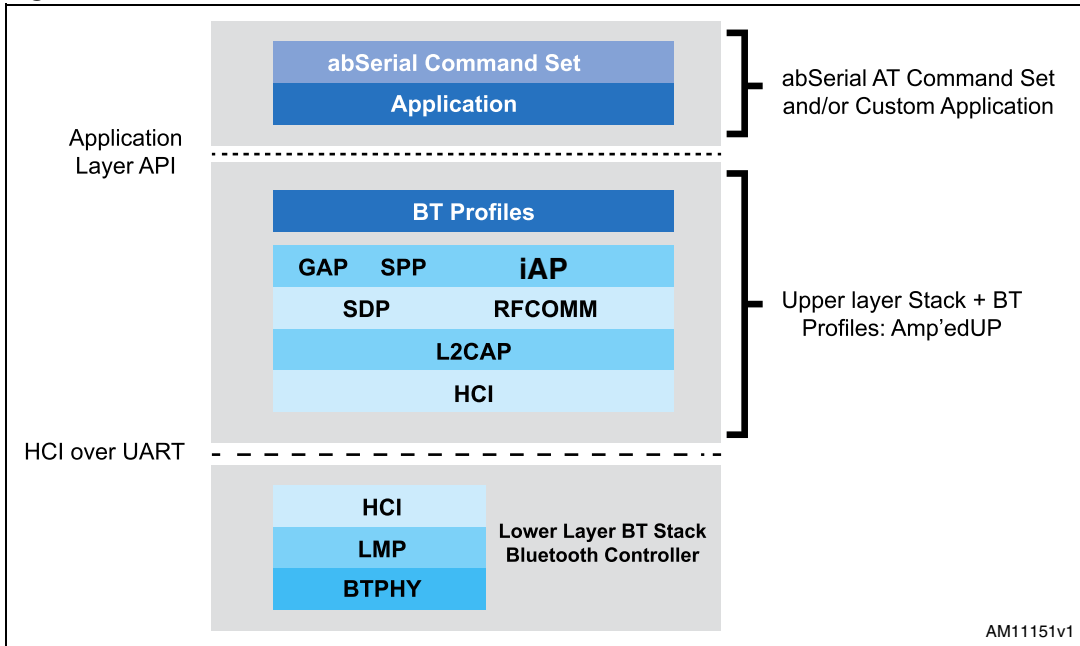 abSerial Command Set
Application
abSerial AT Command Set
and/or Custom Application
Application
Layer API
BT Profiles
GAP SPP iAP
SDP RFCOMM
L2CAP
HCI
Upper layer Stack + BT
Profiles: Amp’edUP
HCI over UART
HCI
LMP
BTPHY
Lower Layer BT Stack
Bluetooth Controller
AM11151v1